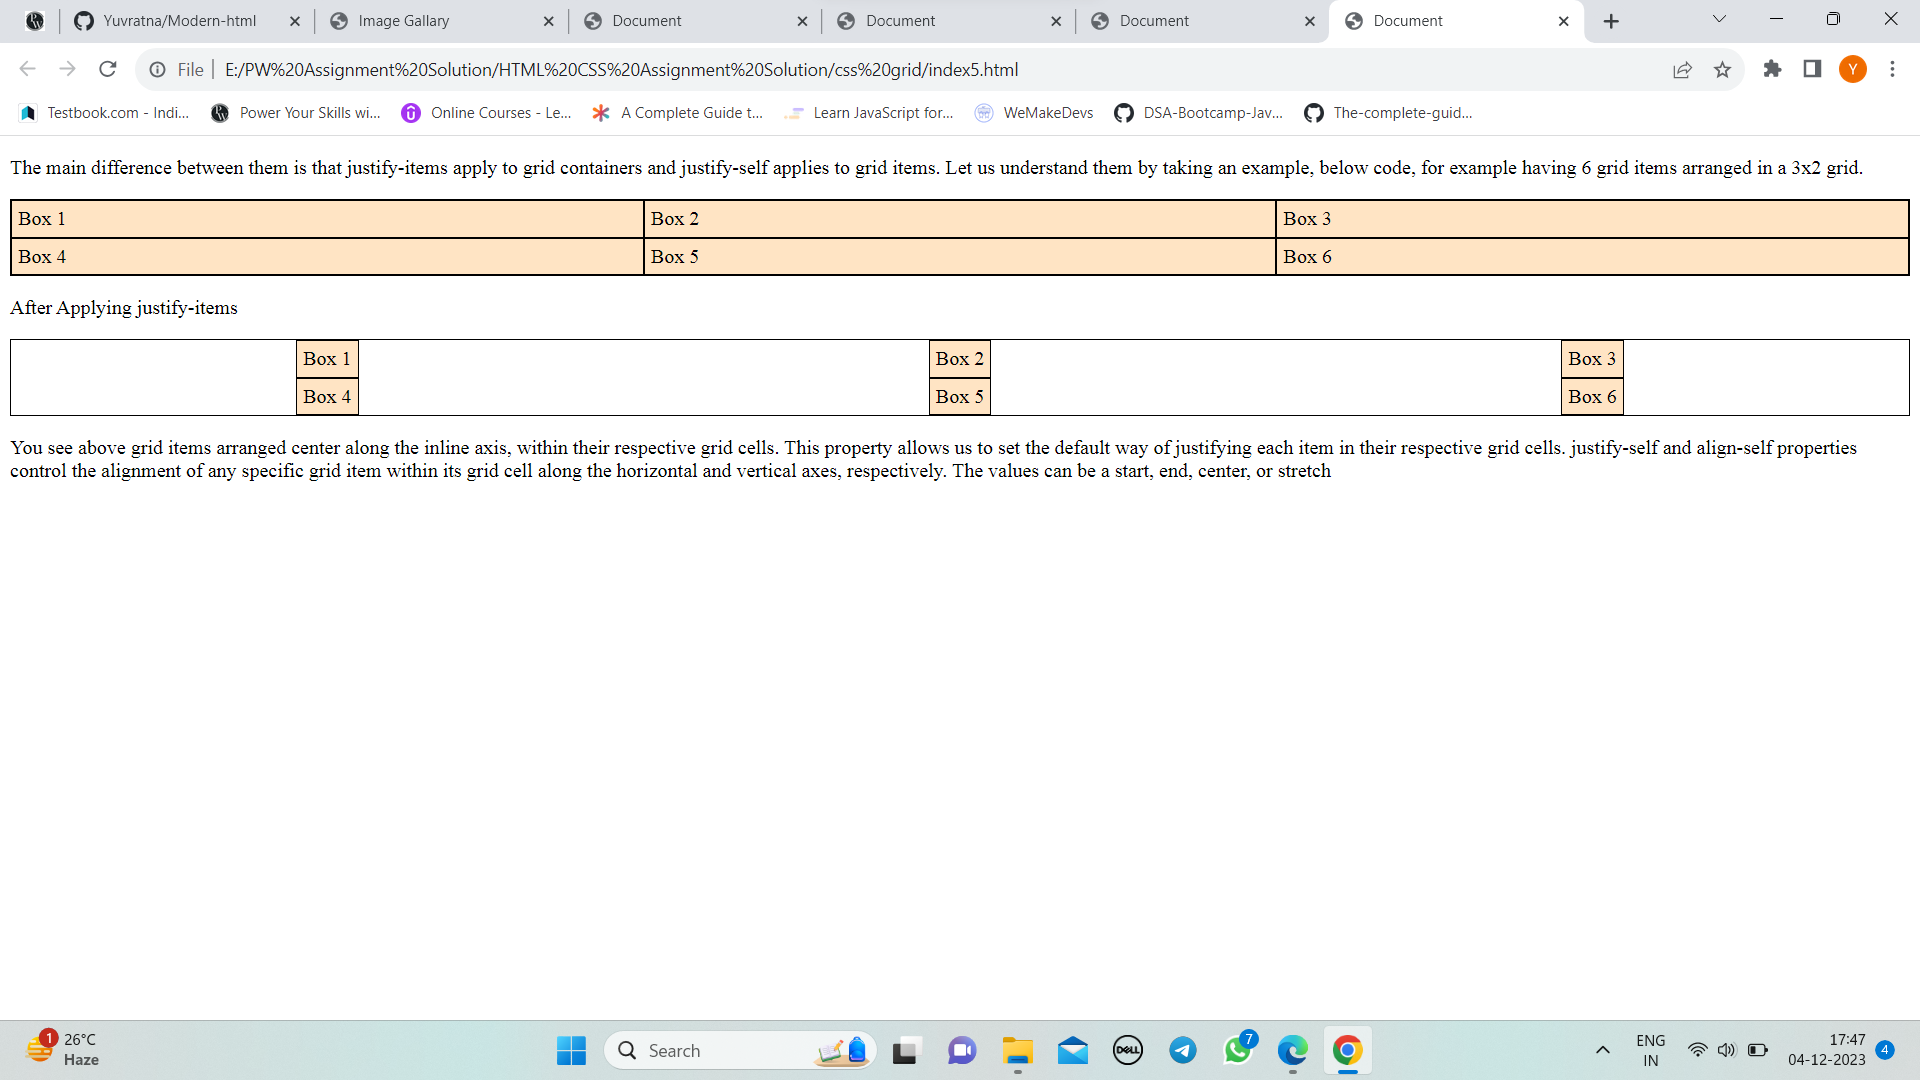 Yuvratna/Modern-html
Image Gallary
Document
Document
Document
Document
File
E:/PW%20Assignment%20Solution/HTML%20CSS%20Assignment%20Solution/css%20grid/index5.html
Y
Testbook.com - Indi...
Power Your Skills wi...
Online Courses - Le...
A Complete Guide t...
Learn JavaScript for...
WeMakeDevs
DSA-Bootcamp-Jav...
The-complete-guid...
The main difference between them is that justify-items apply to grid containers and justify-self applies to grid items. Let us understand them by taking an example, below code, for example having 6 grid items arranged in a 3x2 grid.
Box 1 Box 2 Box 3
Box 4 Box 5 Box 6
After Applying justify-items
Box 1 Box 2 Box 3
Box 4 Box 5 Box 6
You see above grid items arranged center along the inline axis, within their respective grid cells. This property allows us to set the default way of justifying each item in their respective grid cells. justify-self and align-self properties
control the alignment of any specific grid item within its grid cell along the horizontal and vertical axes, respectively. The values can be a start, end, center, or stretch
1
26°C
Haze
Search
DELL
7
ENG
IN
17:47
04-12-2023
4